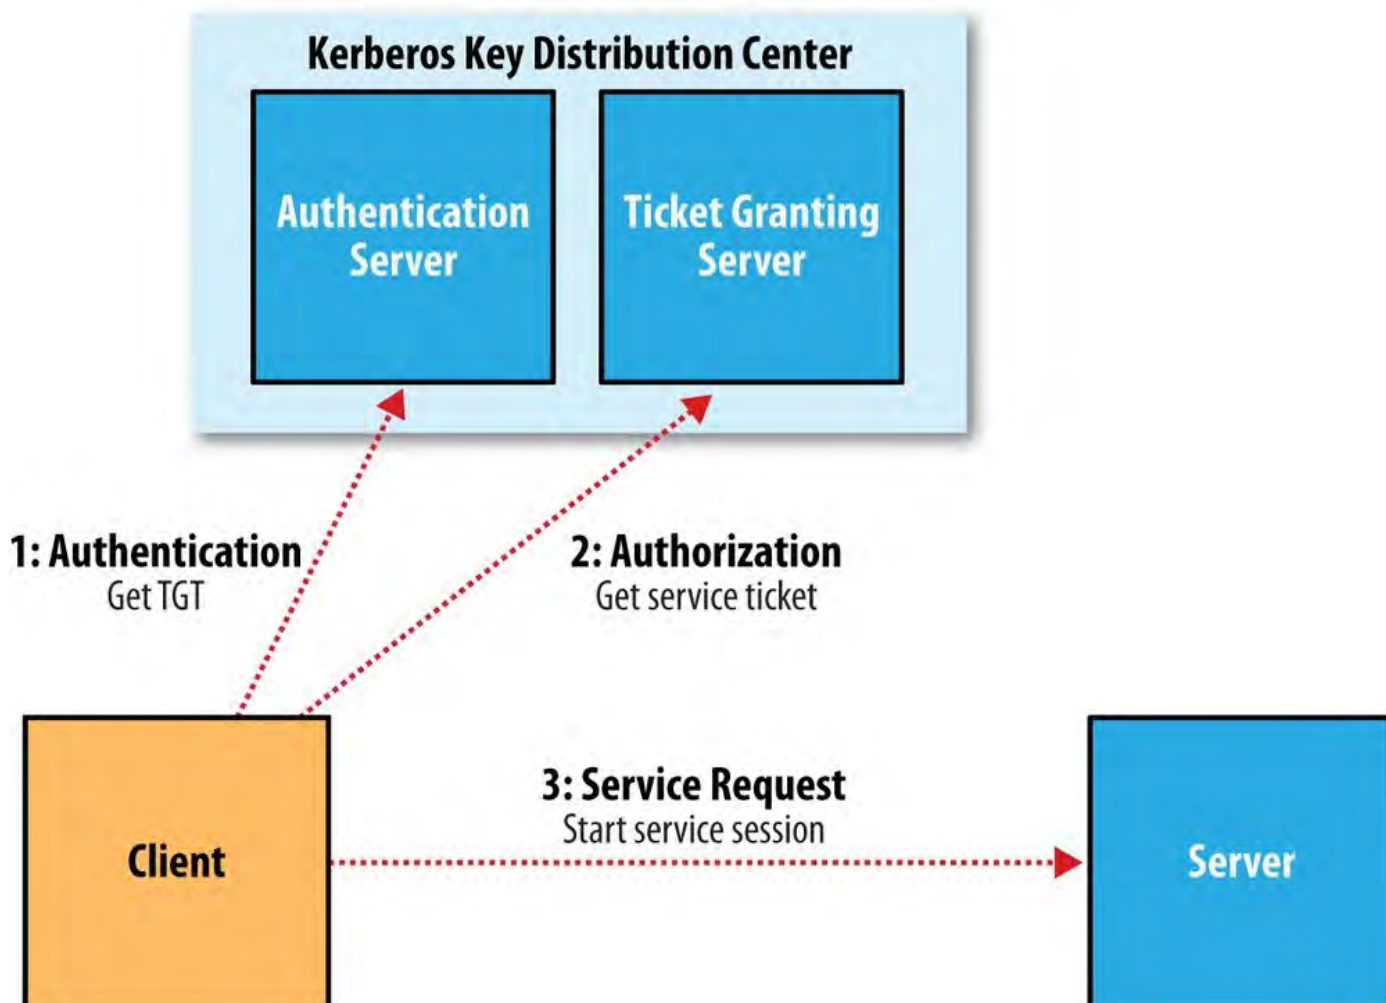 Kerberos Key Distribution Center
Authentication
Server
Ticket Granting
Server
1: Authentication
Get TGT
2: Authorization
Get service ticket
3: Service Request
Start service session
Client
Server